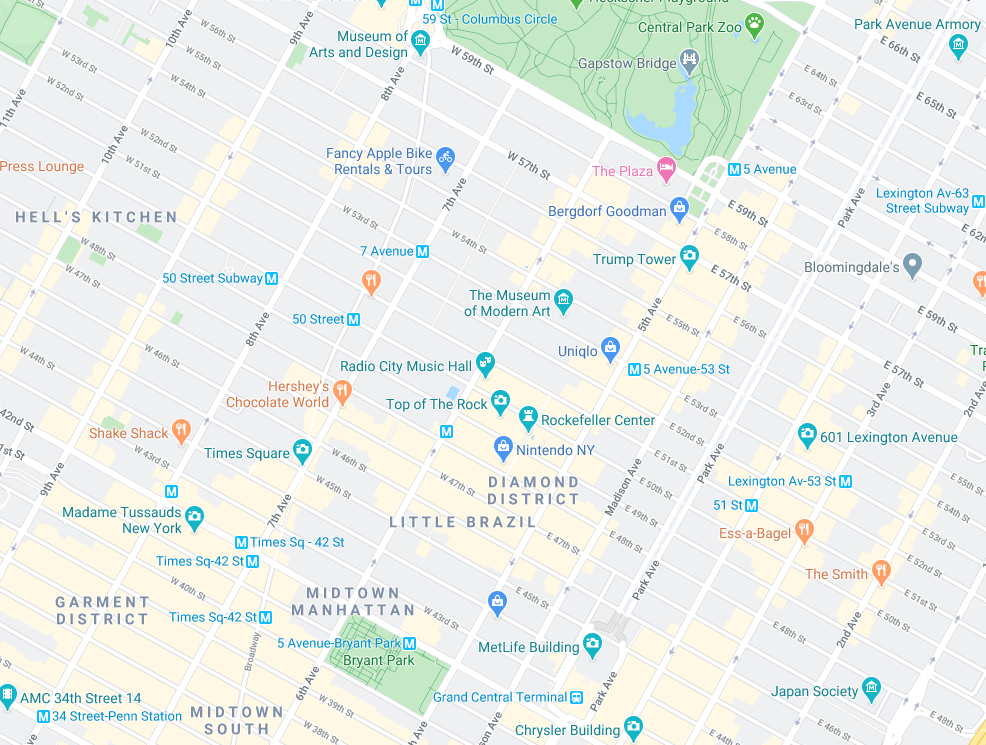 Heckscher Playground
59 St - Columbus Circle
Central Park Zoo
Park Avenue Armory
10th Ave
W 56th St
9th Ave
Museum of
Arts and Design
W 55th St
W 59th St
E 66th St
Gapstow Bridge
W 53rd St
W 54th St
8th Ave
E 64th St
W 52nd St
E 63rd St
E 65th St
11th Ave
10th Ave
W 52nd St
Fancy Apple Bike
Rentals & Tours
W 57th St
W 51st St
Press Lounge
The Plaza
5 Avenue
7th Ave
Park Ave
Lexington Av-63
Street Subway
HELL'S KITCHEN
W 53rd St
Bergdorf Goodman
E 59th St
W 48th St
W 54th St
E 58th St
7 Avenue
Trump Tower
Bloomingdale's
W 47th St
50 Street Subway
E 57th St
The Museum
of Modern Art
50 Street
5th Ave
E 55th St
E 56th St
E 59th St
8th Ave
W 44th St
W 46th St
Uniqlo
Radio City Music Hall
5 Avenue-53 St
E 57th St
Hershey's
Chocolate World
Top of The Rock
E 53rd St
3rd Ave
2nd Ave
42nd St
Rockefeller Center
Shake Shack
E 52nd St
601 Lexington Avenue
W 43rd St
Times Square
W 46th St
Nintendo NY
E 51st St
Park Ave
9th Ave
W 45th St
W 47th St
DIAMOND
DISTRICT
Madison Ave
E 50th St
Lexington Av-53 St
51 St
7th Ave
Madame Tussauds
New York
LITTLE BRAZIL
E 49th St
E 54th St
Times Sq - 42 St
E 47th St
E 48th St
Ess-a-Bagel
E 53rd St
Times Sq-42 St
E 52nd St
The Smith
W 40th St
MIDTOWN
MANHATTAN
E 45th St
Park Ave
E 51st St
GARMENT
DISTRICT
Times Sq-42 St
W 43rd St
E 50th St
E 48th St
2nd Ave
5 Avenue-Bryant Park
Bryant Park
MetLife Building
Broadway
6th Ave
Park Ave
AMC 34th Street 14
Grand Central Terminal
Japan Society
34 Street-Penn Station
MIDTOWN
SOUTH
W 39th St
E 47th St
E 48th St
W 38th St
Chrysler Building
E 46th St